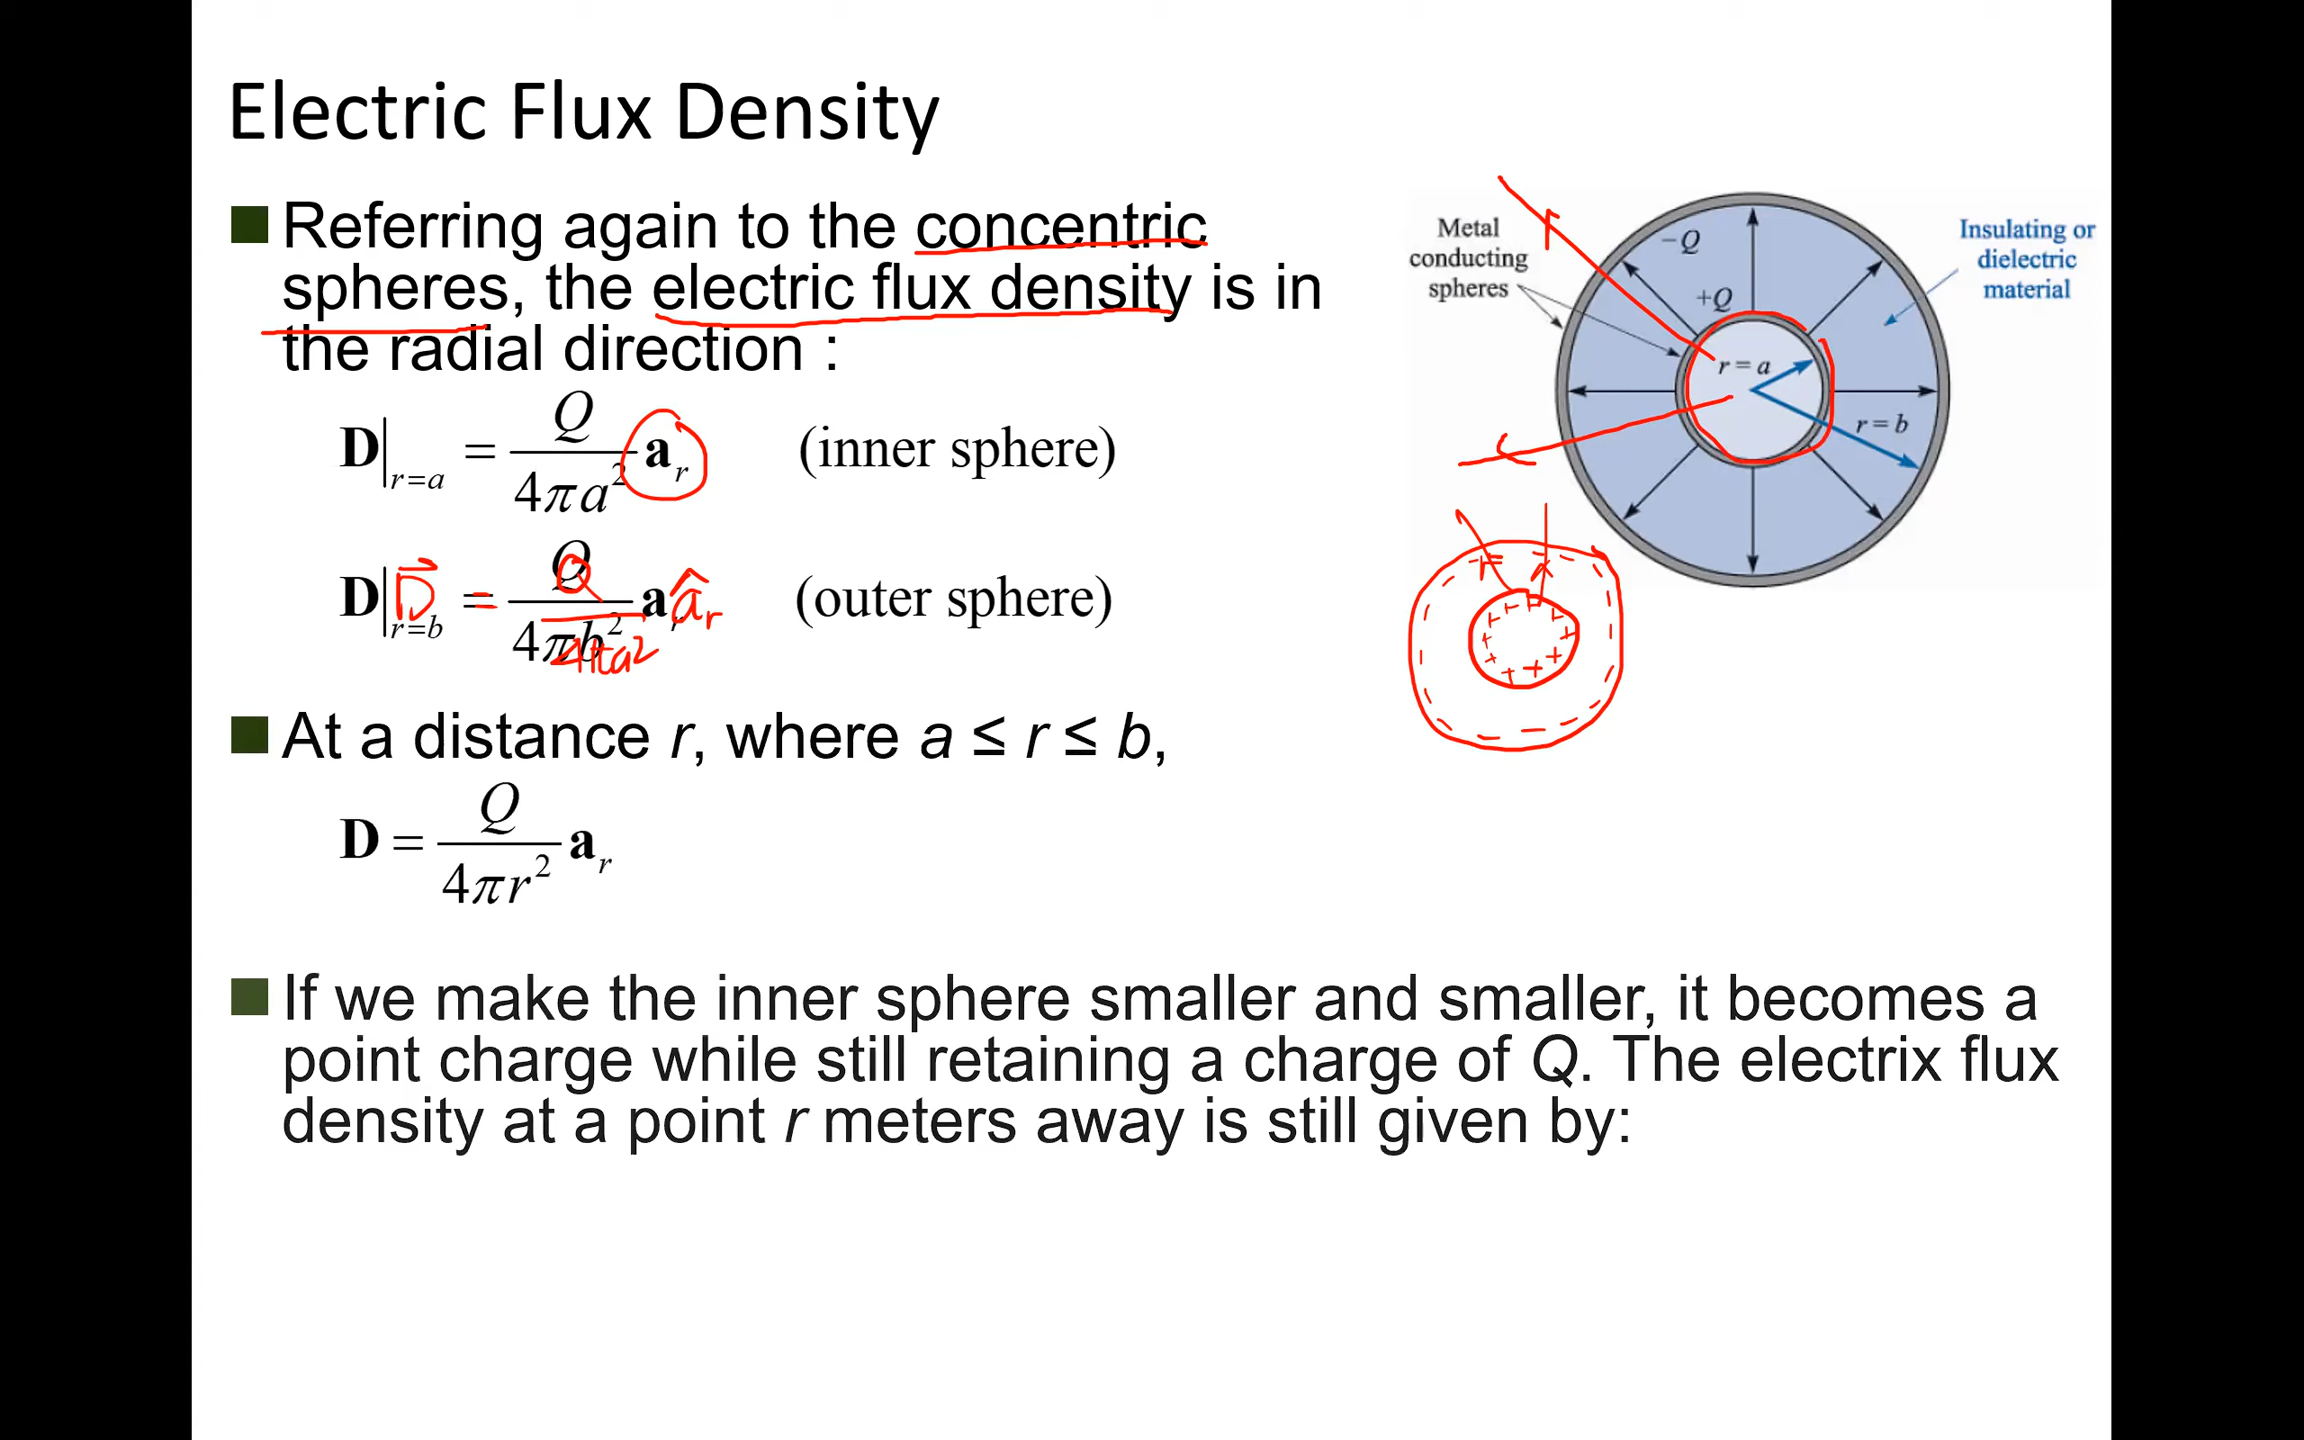 Electric Flux Density
Referring again to the concentric
spheres, the electric flux density is in
the radial direction :
D|r=a = Q/4πa² ar (inner sphere)
D|r=b = Q/4πb² ar (outer sphere)
D⃗ = Q/4πa² âr
At a distance r, where a ≤ r ≤ b,
D = Q/4πr² ar
If we make the inner sphere smaller and smaller, it becomes a
point charge while still retaining a charge of Q. The electrix flux
density at a point r meters away is still given by:
Metal
conducting
spheres
−Q
+Q
r = a
r = b
Insulating or
dielectric
material